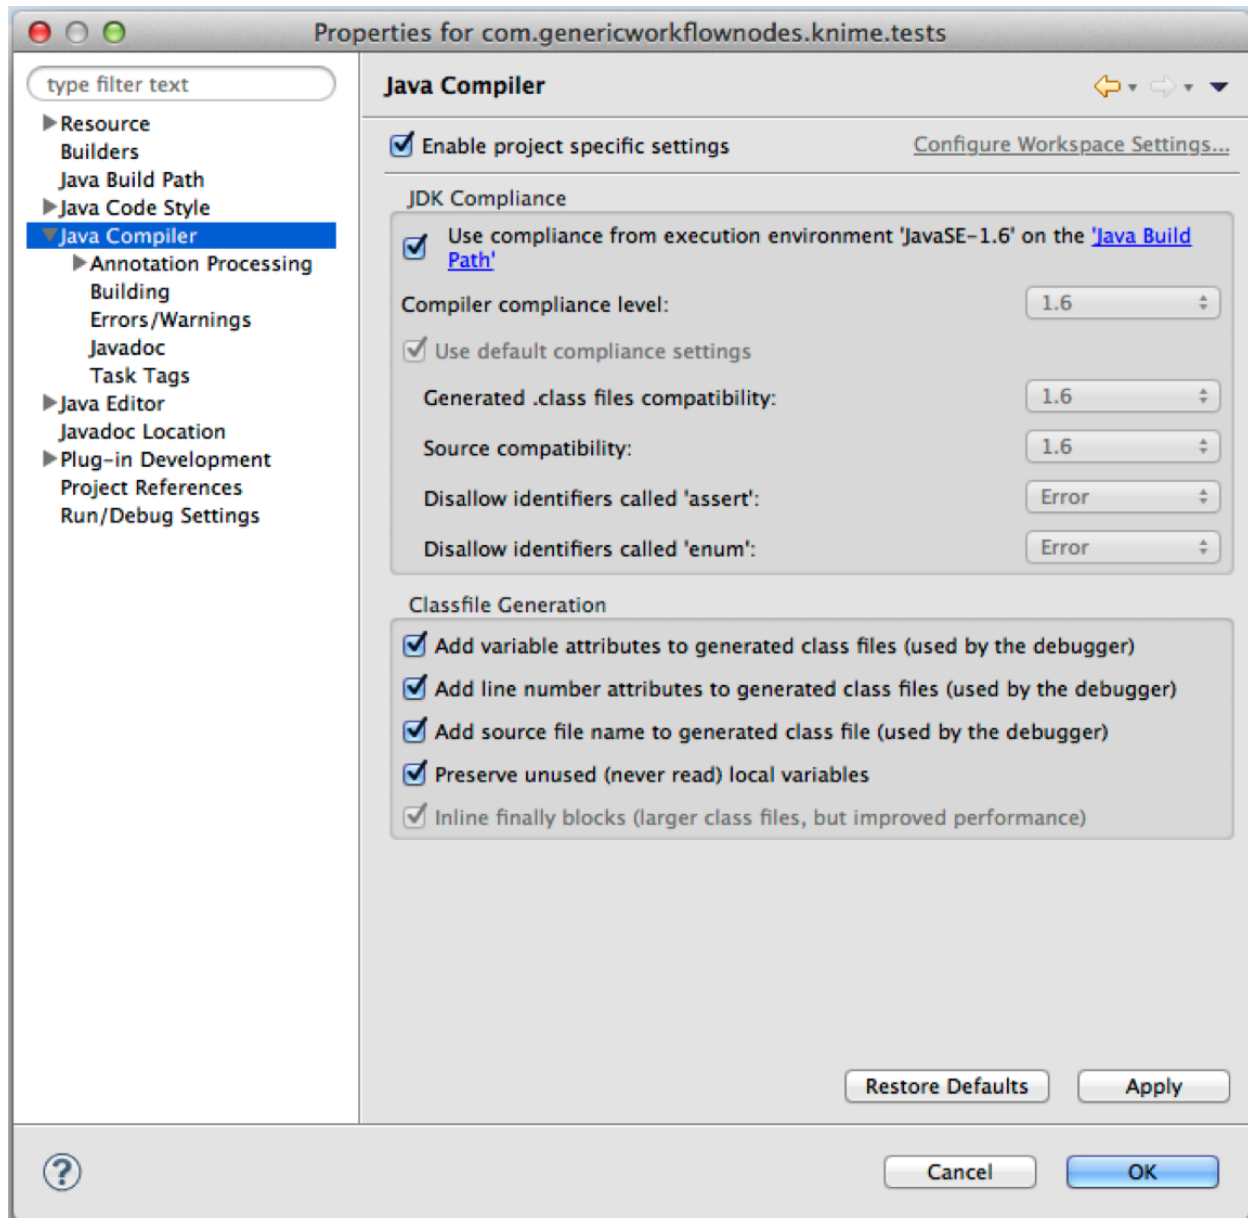 Properties for com.genericworkflownodes.knime.tests
type filter text
Resource
Builders
Java Build Path
Java Code Style
Java Compiler
Annotation Processing
Building
Errors/Warnings
Javadoc
Task Tags
Java Editor
Javadoc Location
Plug-in Development
Project References
Run/Debug Settings
Java Compiler
Enable project specific settings
Configure Workspace Settings...
JDK Compliance
Use compliance from execution environment 'JavaSE-1.6' on the 'Java Build
Path'
Compiler compliance level: 1.6
Use default compliance settings
Generated .class files compatibility: 1.6
Source compatibility: 1.6
Disallow identifiers called 'assert': Error
Disallow identifiers called 'enum': Error
Classfile Generation
Add variable attributes to generated class files (used by the debugger)
Add line number attributes to generated class files (used by the debugger)
Add source file name to generated class file (used by the debugger)
Preserve unused (never read) local variables
Inline finally blocks (larger class files, but improved performance)
Restore Defaults
Apply
?
Cancel
OK